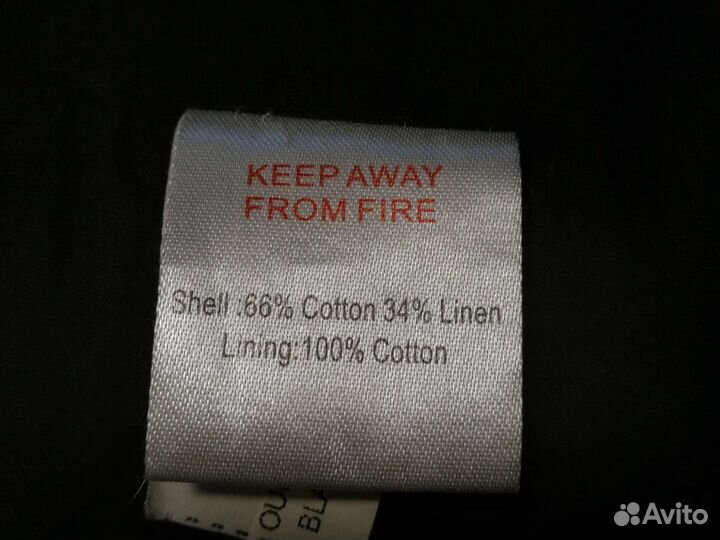 KEEP AWAY
FROM FIRE
Shell :66% Cotton 34% Linen
Lining:100% Cotton
Avito